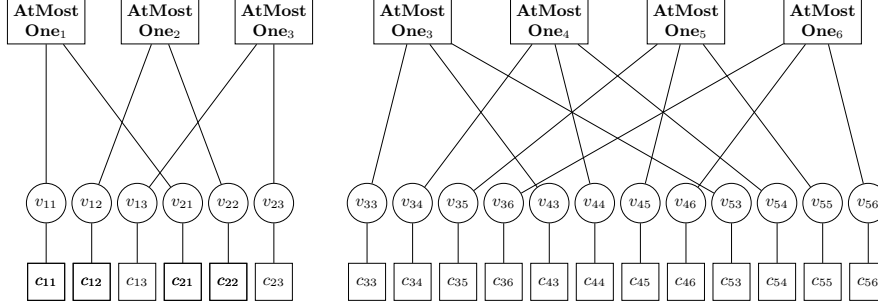 AtMost AtMost AtMost AtMost AtMost AtMost AtMost
One₁ One₂ One₃ One₃ One₄ One₅ One₆
v₁₁ v₁₂ v₁₃ v₂₁ v₂₂ v₂₃ v₃₃ v₃₄ v₃₅ v₃₆ v₄₃ v₄₄ v₄₅ v₄₆ v₅₃ v₅₄ v₅₅ v₅₆
c₁₁ c₁₂ c₁₃ c₂₁ c₂₂ c₂₃ c₃₃ c₃₄ c₃₅ c₃₆ c₄₃ c₄₄ c₄₅ c₄₆ c₅₃ c₅₄ c₅₅ c₅₆